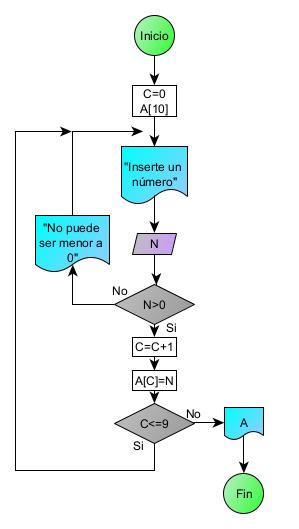 Inicio
C=0
A[10]
"Inserte un
número"
"No puede
ser menor a
0"
N
No
N>0
Si
C=C+1
A[C]=N
C<=9
No
A
Si
Fin